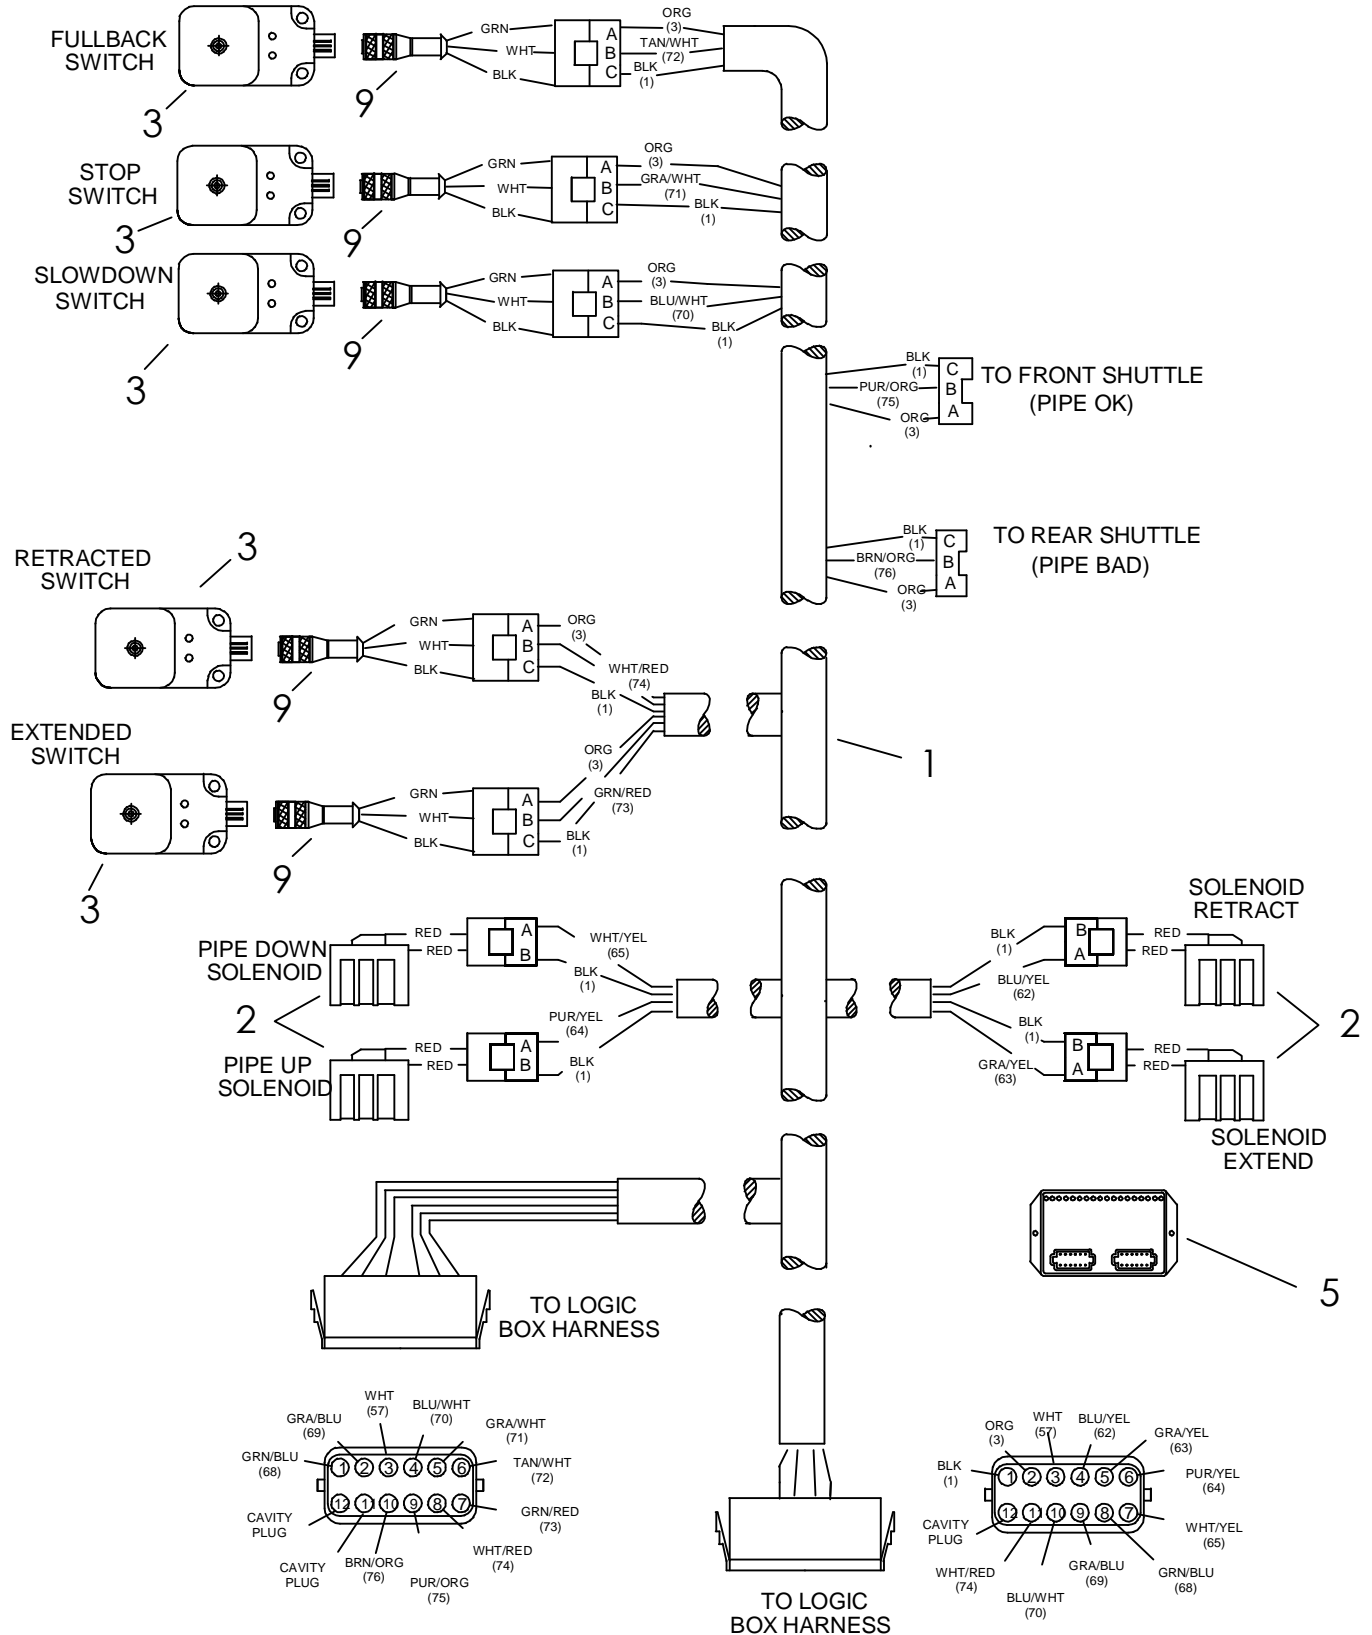 FULLBACK
SWITCH
3
9
GRN
WHT
BLK
A
B
C
ORG
(3)
TAN/WHT
(72)
BLK
(1)
STOP
SWITCH
3
9
GRN
WHT
BLK
A
B
C
ORG
(3)
GRA/WHT
(71)
BLK
(1)
SLOWDOWN
SWITCH
3
9
GRN
WHT
BLK
A
B
C
ORG
(3)
BLU/WHT
(70)
BLK
(1)
BLK
(1)
PUR/ORG
(75)
ORG
(3)
C
B
A
TO FRONT SHUTTLE
(PIPE OK)
BLK
(1)
BRN/ORG
(76)
ORG
(3)
C
B
A
TO REAR SHUTTLE
(PIPE BAD)
RETRACTED
SWITCH
3
9
GRN
WHT
BLK
A
B
C
ORG
(3)
WHT/RED
(74)
BLK
(1)
EXTENDED
SWITCH
3
9
GRN
WHT
BLK
A
B
C
ORG
(3)
GRN/RED
(73)
BLK
(1)
1
PIPE DOWN
SOLENOID
RED
RED
A
B
WHT/YEL
(65)
BLK
(1)
2
PIPE UP
SOLENOID
RED
RED
A
B
PUR/YEL
(64)
BLK
(1)
SOLENOID
RETRACT
BLK
(1)
BLU/YEL
(62)
B
A
RED
RED
2
BLK
(1)
GRA/YEL
(63)
B
A
RED
RED
SOLENOID
EXTEND
5
TO LOGIC
BOX HARNESS
WHT
(57)
BLU/WHT
(70)
GRA/BLU
(69)
GRA/WHT
(71)
GRN/BLU
(68)
TAN/WHT
(72)
1 2 3 4 5 6
12 11 10 9 8 7
CAVITY
PLUG
GRN/RED
(73)
CAVITY
PLUG
BRN/ORG
(76)
PUR/ORG
(75)
WHT/RED
(74)
TO LOGIC
BOX HARNESS
ORG
(3)
WHT
(57)
BLU/YEL
(62)
GRA/YEL
(63)
BLK
(1)
PUR/YEL
(64)
1 2 3 4 5 6
12 11 10 9 8 7
CAVITY
PLUG
WHT/YEL
(65)
WHT/RED
(74)
BLU/WHT
(70)
GRA/BLU
(69)
GRN/BLU
(68)